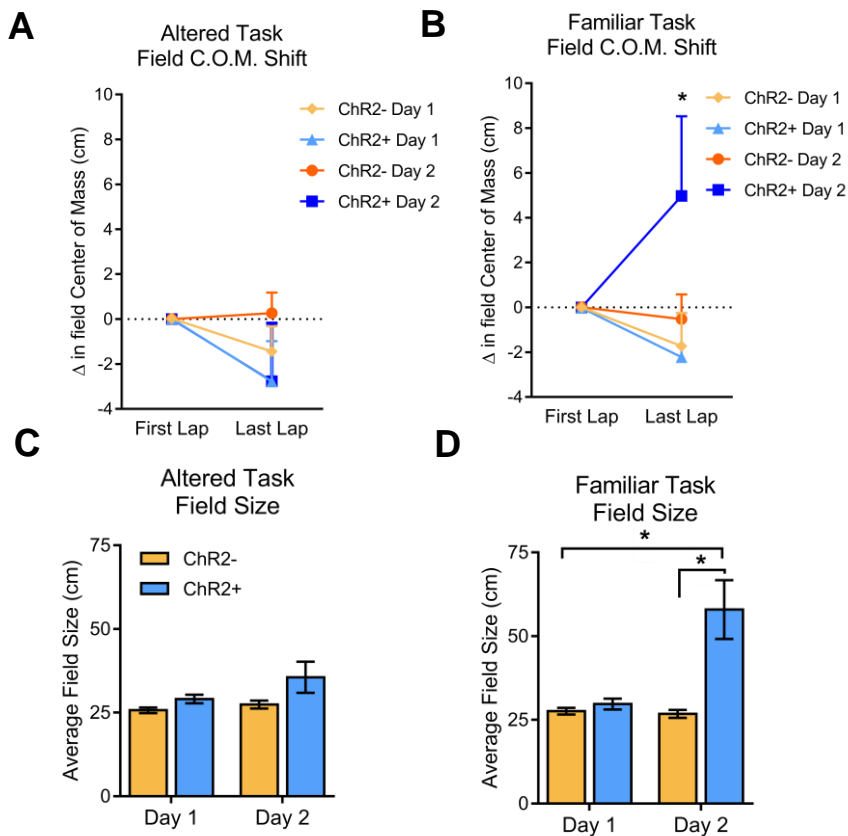 A
Altered Task
Field C.O.M. Shift
Δ in field Center of Mass (cm)
10
8
6
4
2
0
-2
-4
First Lap Last Lap
ChR2- Day 1
ChR2+ Day 1
ChR2- Day 2
ChR2+ Day 2
B
Familiar Task
Field C.O.M. Shift
Δ in field Center of Mass (cm)
10
8
6
4
2
0
-2
-4
*
First Lap Last Lap
ChR2- Day 1
ChR2+ Day 1
ChR2- Day 2
ChR2+ Day 2
C
Altered Task
Field Size
Average Field Size (cm)
75
50
25
0
ChR2-
ChR2+
Day 1 Day 2
D
Familiar Task
Field Size
Average Field Size (cm)
75
50
25
0
*
*
Day 1 Day 2